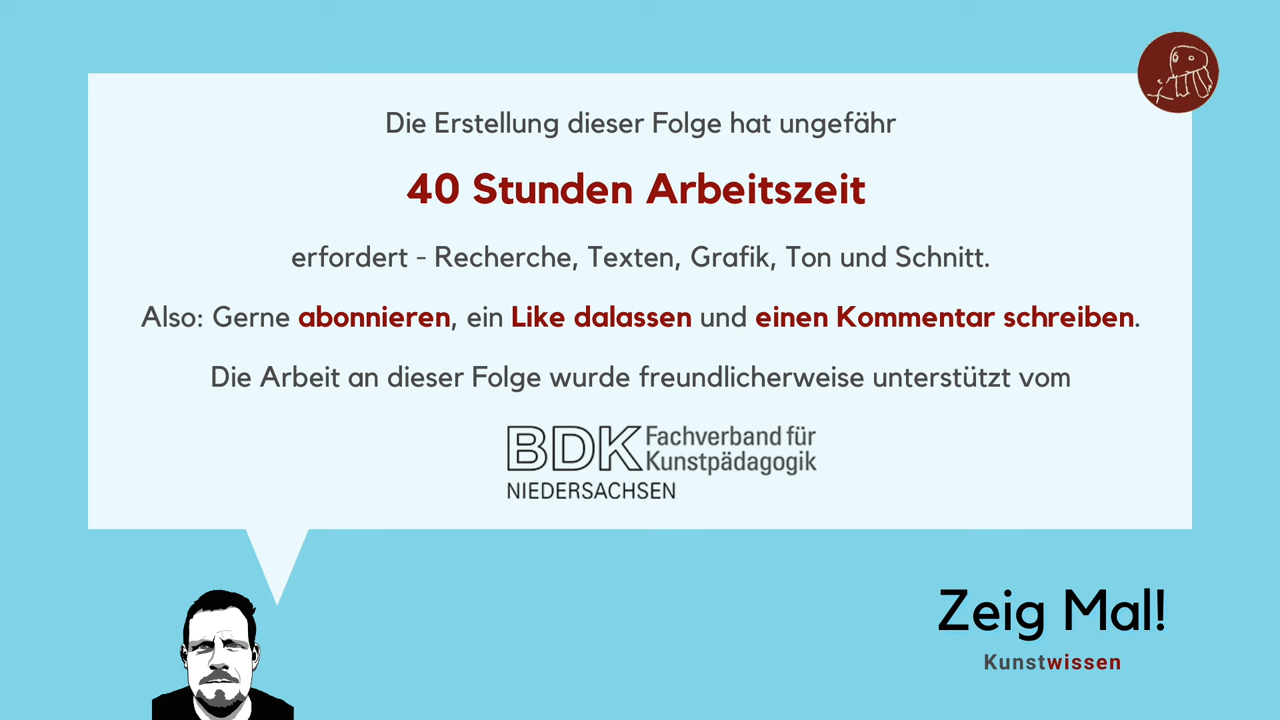 Die Erstellung dieser Folge hat ungefähr
40 Stunden Arbeitszeit
erfordert - Recherche, Texten, Grafik, Ton und Schnitt.
Also: Gerne abonnieren, ein Like dalassen und einen Kommentar schreiben.
Die Arbeit an dieser Folge wurde freundlicherweise unterstützt vom
BDK Fachverband für
Kunstpädagogik
NIEDERSACHSEN
Zeig Mal!
Kunstwissen